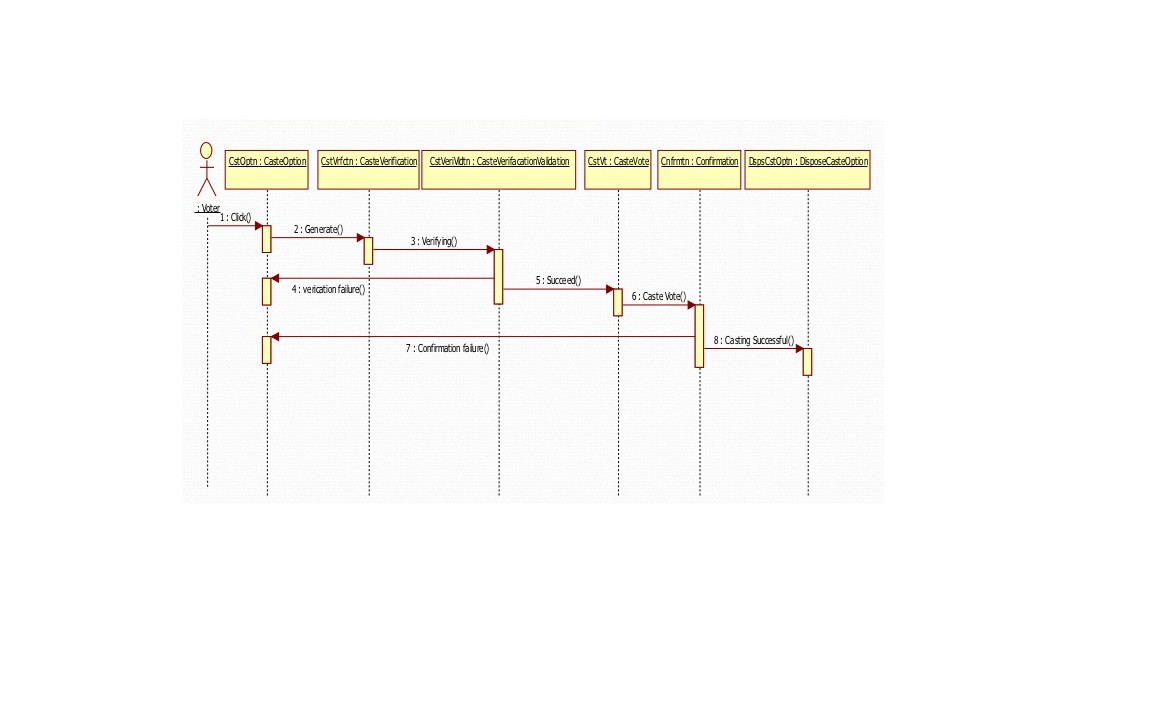 CstOptn : CasteOption
CstVrfctn : CasteVerification
CstVeriVldtn : CasteVerifacationValidation
CstVt : CasteVote
Cnfrmtn : Confirmation
DspsCstOptn : DisposeCasteOption
: Voter
1 : Click()
2 : Generate()
3 : Verifying()
4 : verication failure()
5 : Succeed()
6 : Caste Vote()
7 : Confirmation failure()
8 : Casting Successful()